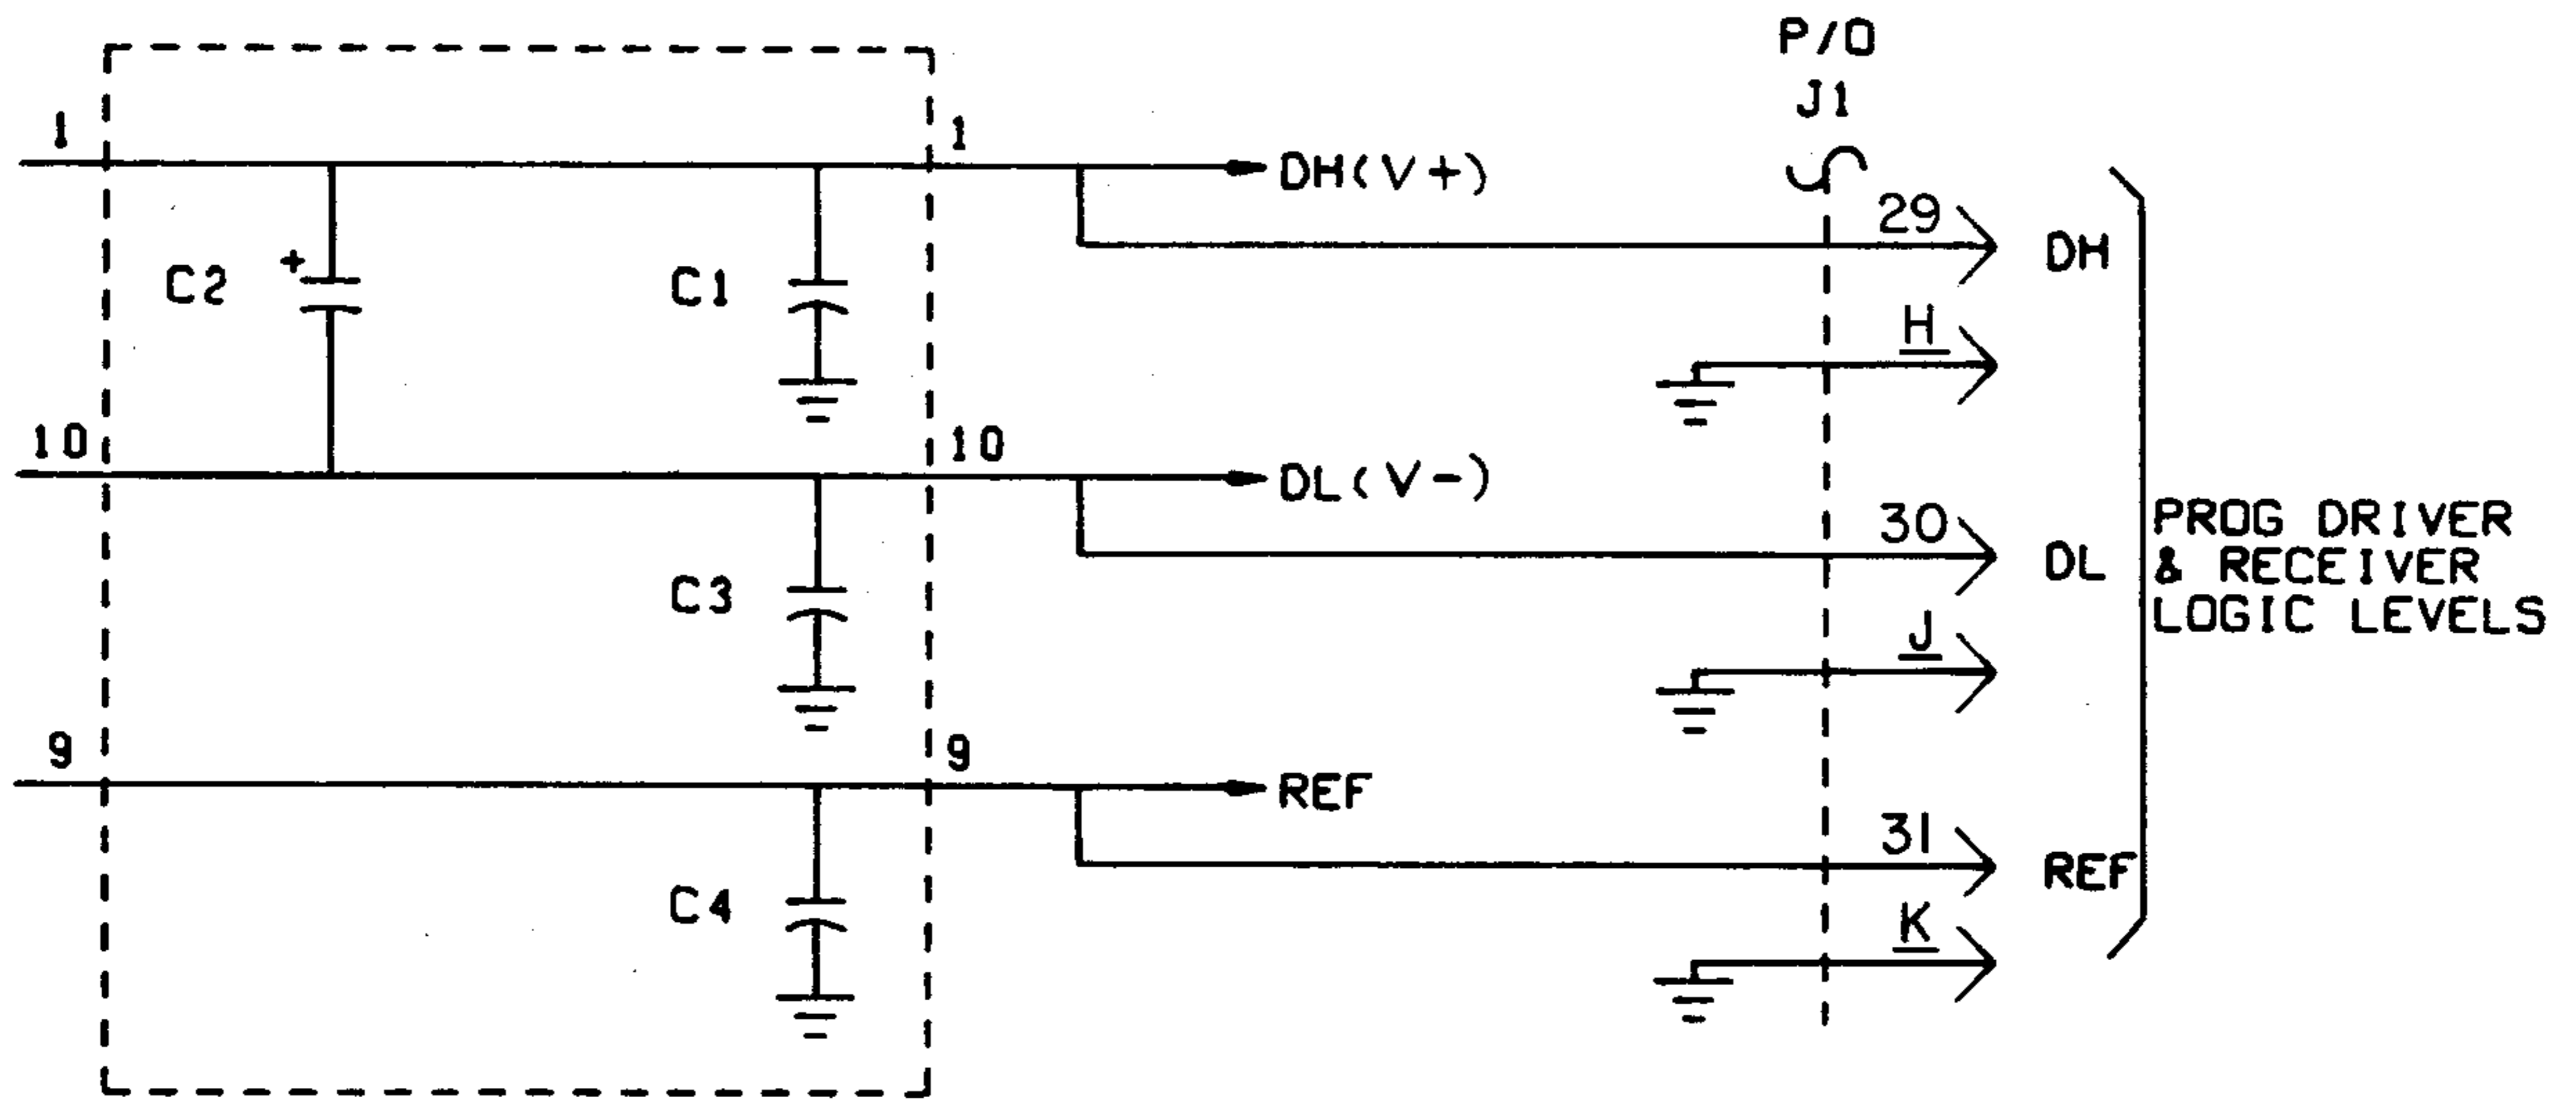 P/O
J1
1
1
DH(V+)
29
DH
C2
+
C1
H
10
10
DL(V-)
30
DL
PROG DRIVER
& RECEIVER
LOGIC LEVELS
C3
J
9
9
REF
31
REF
C4
K